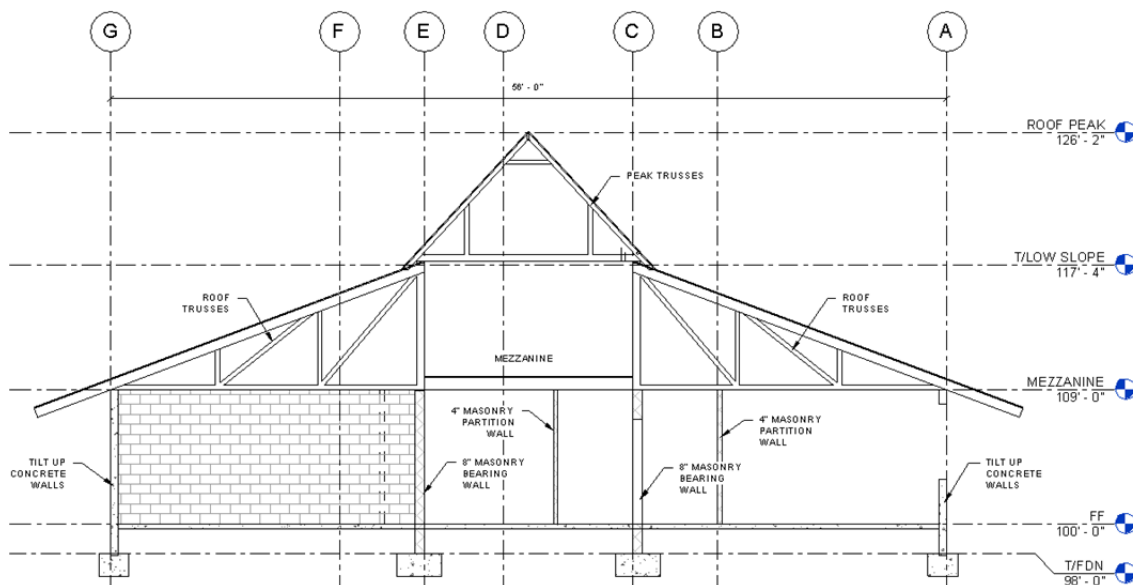 G
F
E
D
C
B
A
56' - 0"
ROOF PEAK
126' - 2"
PEAK TRUSSES
T/LOW SLOPE
117' - 4"
ROOF
TRUSSES
ROOF
TRUSSES
MEZZANINE
MEZZANINE
109' - 0"
4" MASONRY
PARTITION
WALL
4" MASONRY
PARTITION
WALL
TILT UP
CONCRETE
WALLS
8" MASONRY
BEARING
WALL
8" MASONRY
BEARING
WALL
TILT UP
CONCRETE
WALLS
FF
100' - 0"
T/FDN
98' - 0"